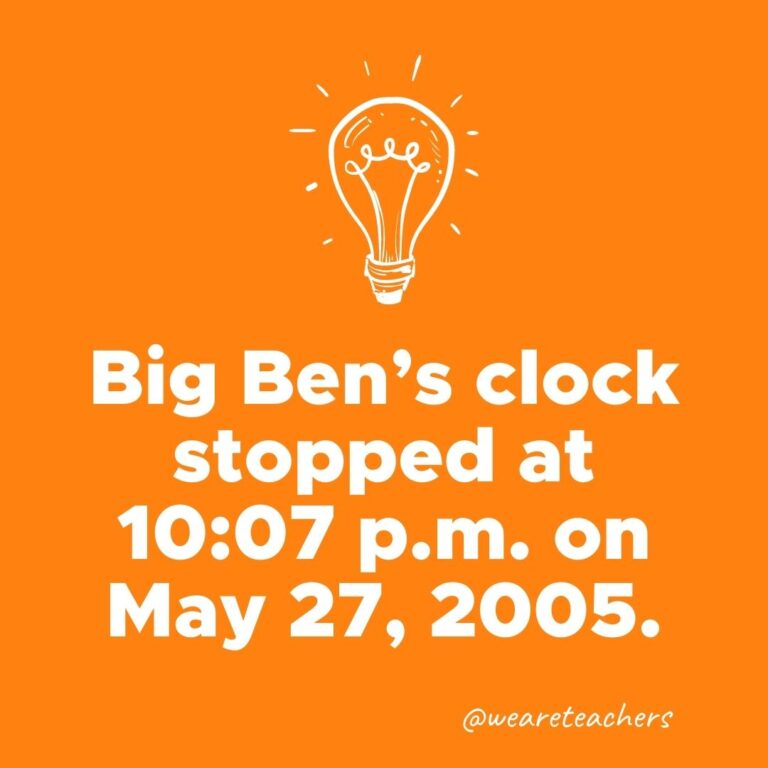 Big Ben’s clock
stopped at
10:07 p.m. on
May 27, 2005.
@weareteachers